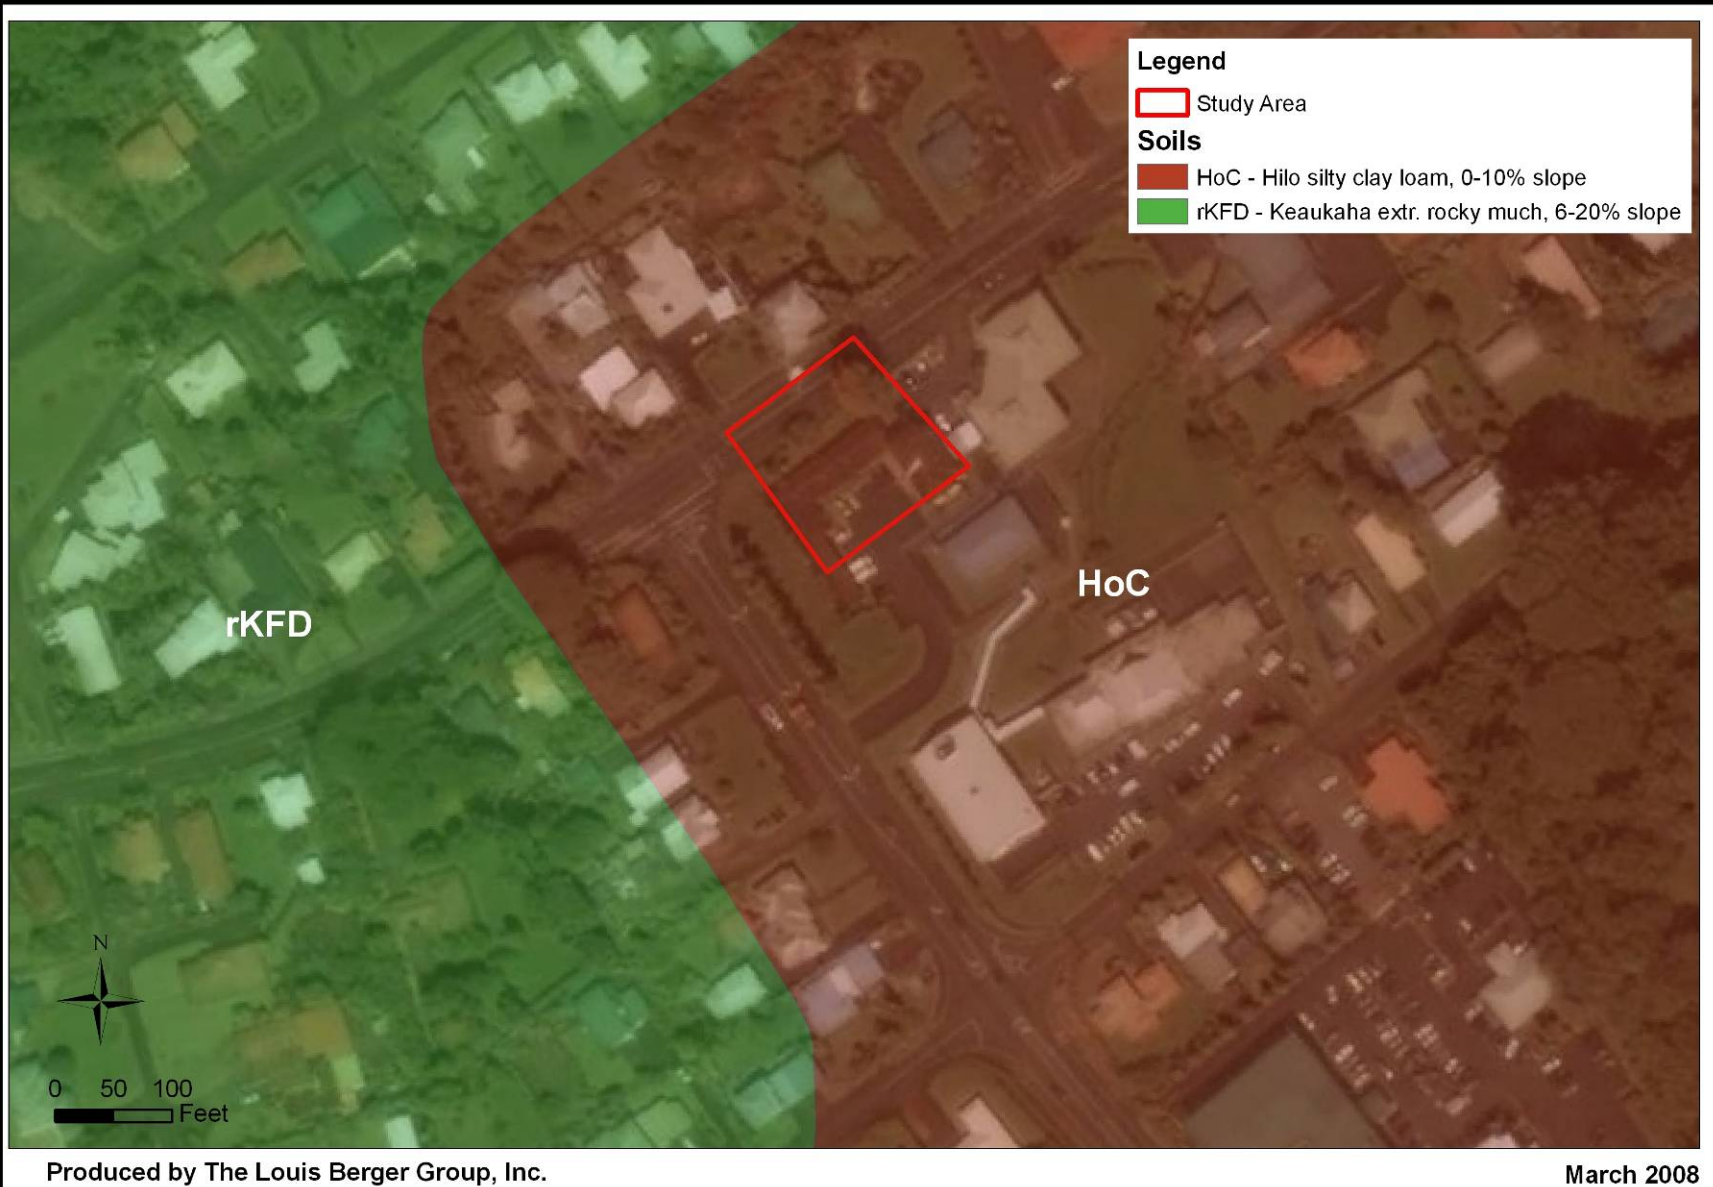 Legend
Study Area
Soils
HoC - Hilo silty clay loam, 0-10% slope
rKFD - Keaukaha extr. rocky much, 6-20% slope
HoC
rKFD
N
0 50 100
Feet
Produced by The Louis Berger Group, Inc.
March 2008